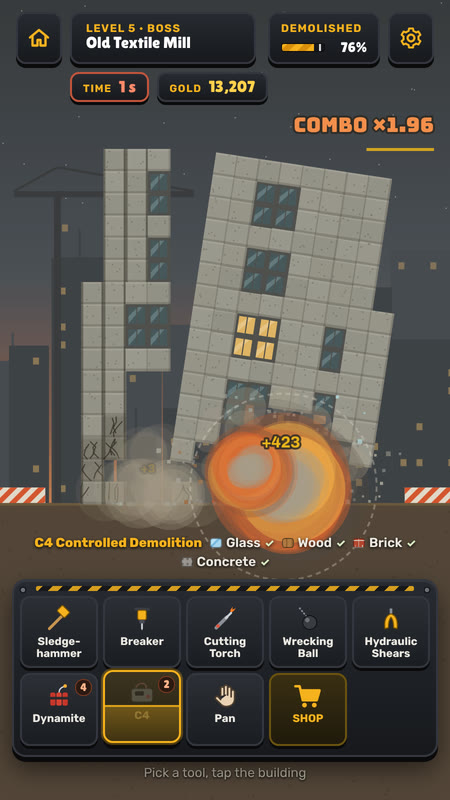 LEVEL 5 • BOSS
Old Textile Mill
DEMOLISHED
76%
TIME 1s
GOLD 13,207
COMBO ×1.96
+423
C4 Controlled Demolition Glass ✓ Wood ✓ Brick ✓
Concrete ✓
Sledge-
hammer
Breaker
Cutting
Torch
Wrecking
Ball
Hydraulic
Shears
4
Dynamite
2
C4
Pan
SHOP
Pick a tool, tap the building